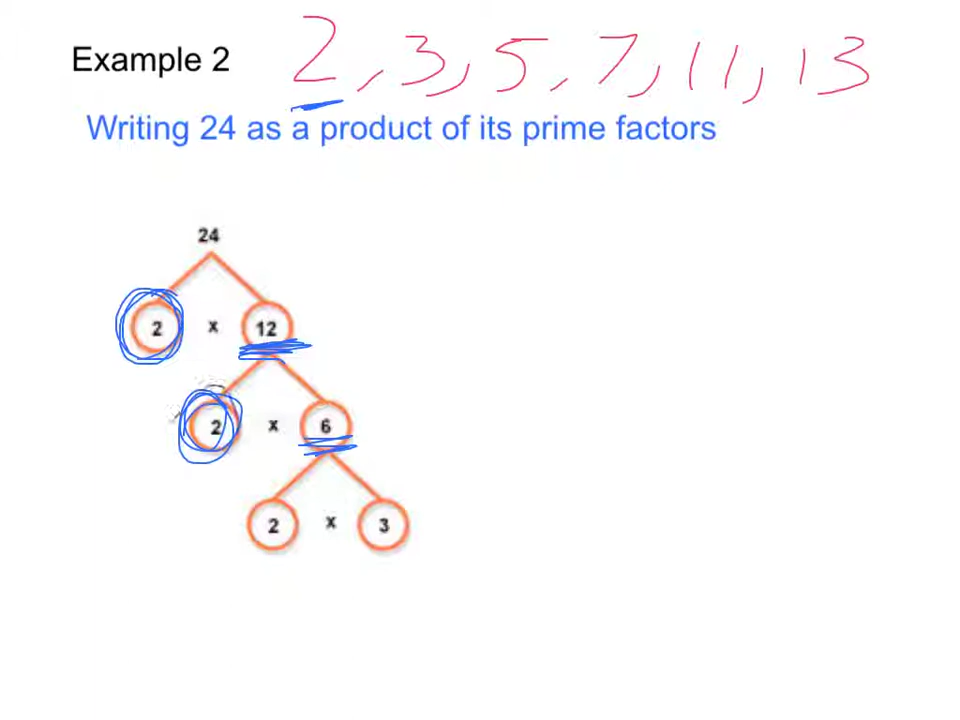 Example 2 2, 3, 5, 7, 11, 13
Writing 24 as a product of its prime factors
24
2 x 12
2 x 6
2 x 3